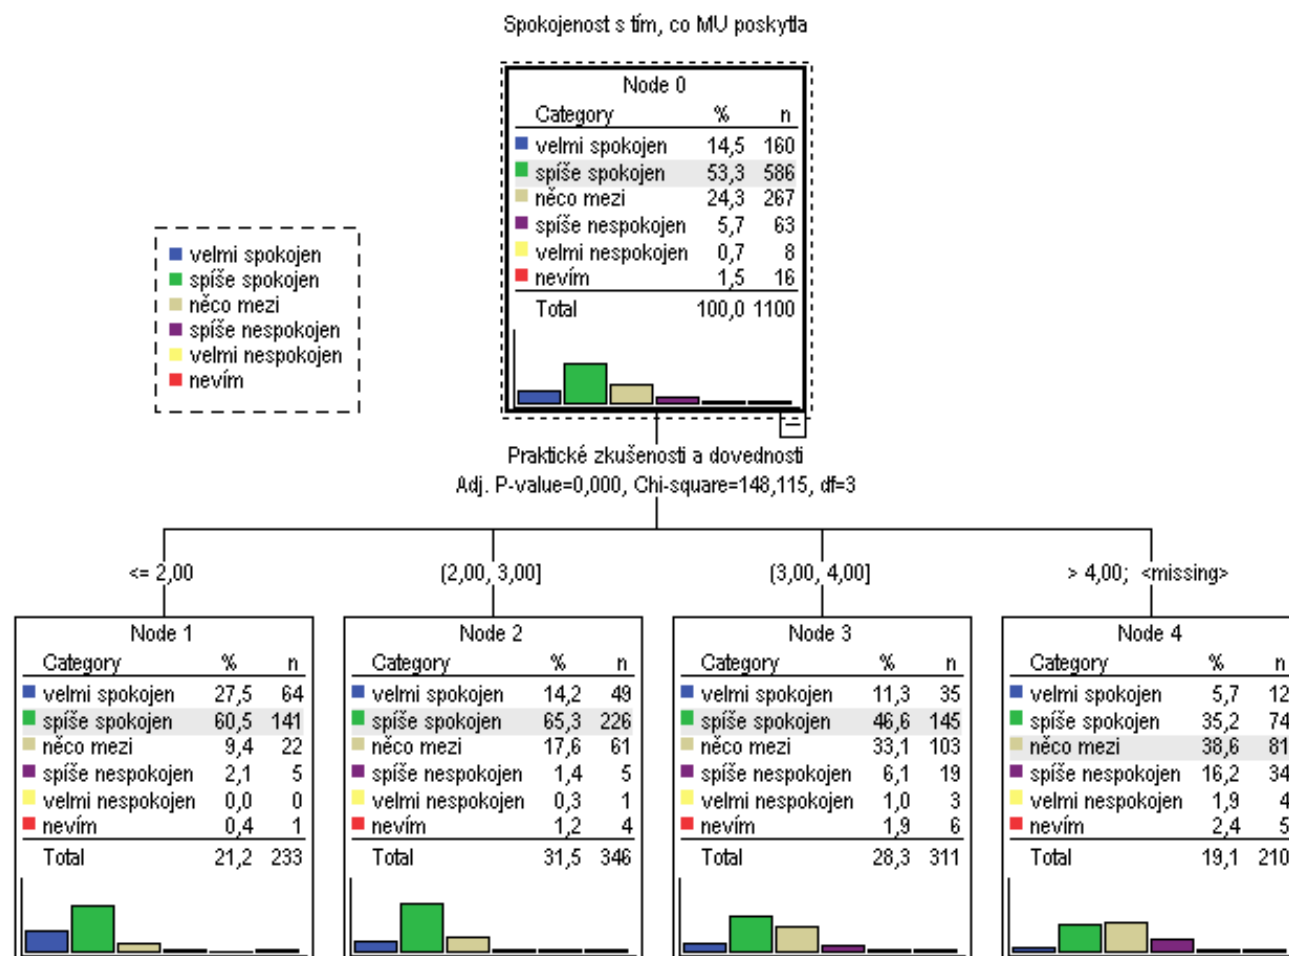 Spokojenost s tím, co MU poskytla
Node 0
Category % n
velmi spokojen 14,5 160
spíše spokojen 53,3 586
něco mezi 24,3 267
spíše nespokojen 5,7 63
velmi nespokojen 0,7 8
nevím 1,5 16
Total 100,0 1100
velmi spokojen
spíše spokojen
něco mezi
spíše nespokojen
velmi nespokojen
nevím
Praktické zkušenosti a dovednosti
Adj. P-value=0,000, Chi-square=148,115, df=3
<= 2,00
(2,00, 3,00]
(3,00, 4,00]
> 4,00; <missing>
Node 1
Category % n
velmi spokojen 27,5 64
spíše spokojen 60,5 141
něco mezi 9,4 22
spíše nespokojen 2,1 5
velmi nespokojen 0,0 0
nevím 0,4 1
Total 21,2 233
Node 2
Category % n
velmi spokojen 14,2 49
spíše spokojen 65,3 226
něco mezi 17,6 61
spíše nespokojen 1,4 5
velmi nespokojen 0,3 1
nevím 1,2 4
Total 31,5 346
Node 3
Category % n
velmi spokojen 11,3 35
spíše spokojen 46,6 145
něco mezi 33,1 103
spíše nespokojen 6,1 19
velmi nespokojen 1,0 3
nevím 1,9 6
Total 28,3 311
Node 4
Category % n
velmi spokojen 5,7 12
spíše spokojen 35,2 74
něco mezi 38,6 81
spíše nespokojen 16,2 34
velmi nespokojen 1,9 4
nevím 2,4 5
Total 19,1 210